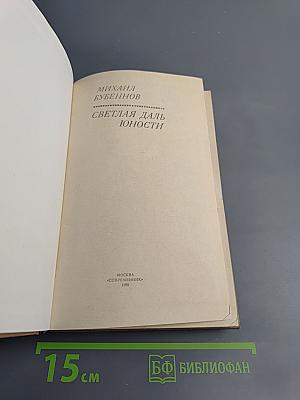 МИХАИЛ
БУБЕННОВ
СВЕТЛАЯ ДАЛЬ
ЮНОСТИ
МОСКВА
«СОВРЕМЕННИК»
15 см
БФ БИБЛИОФАН